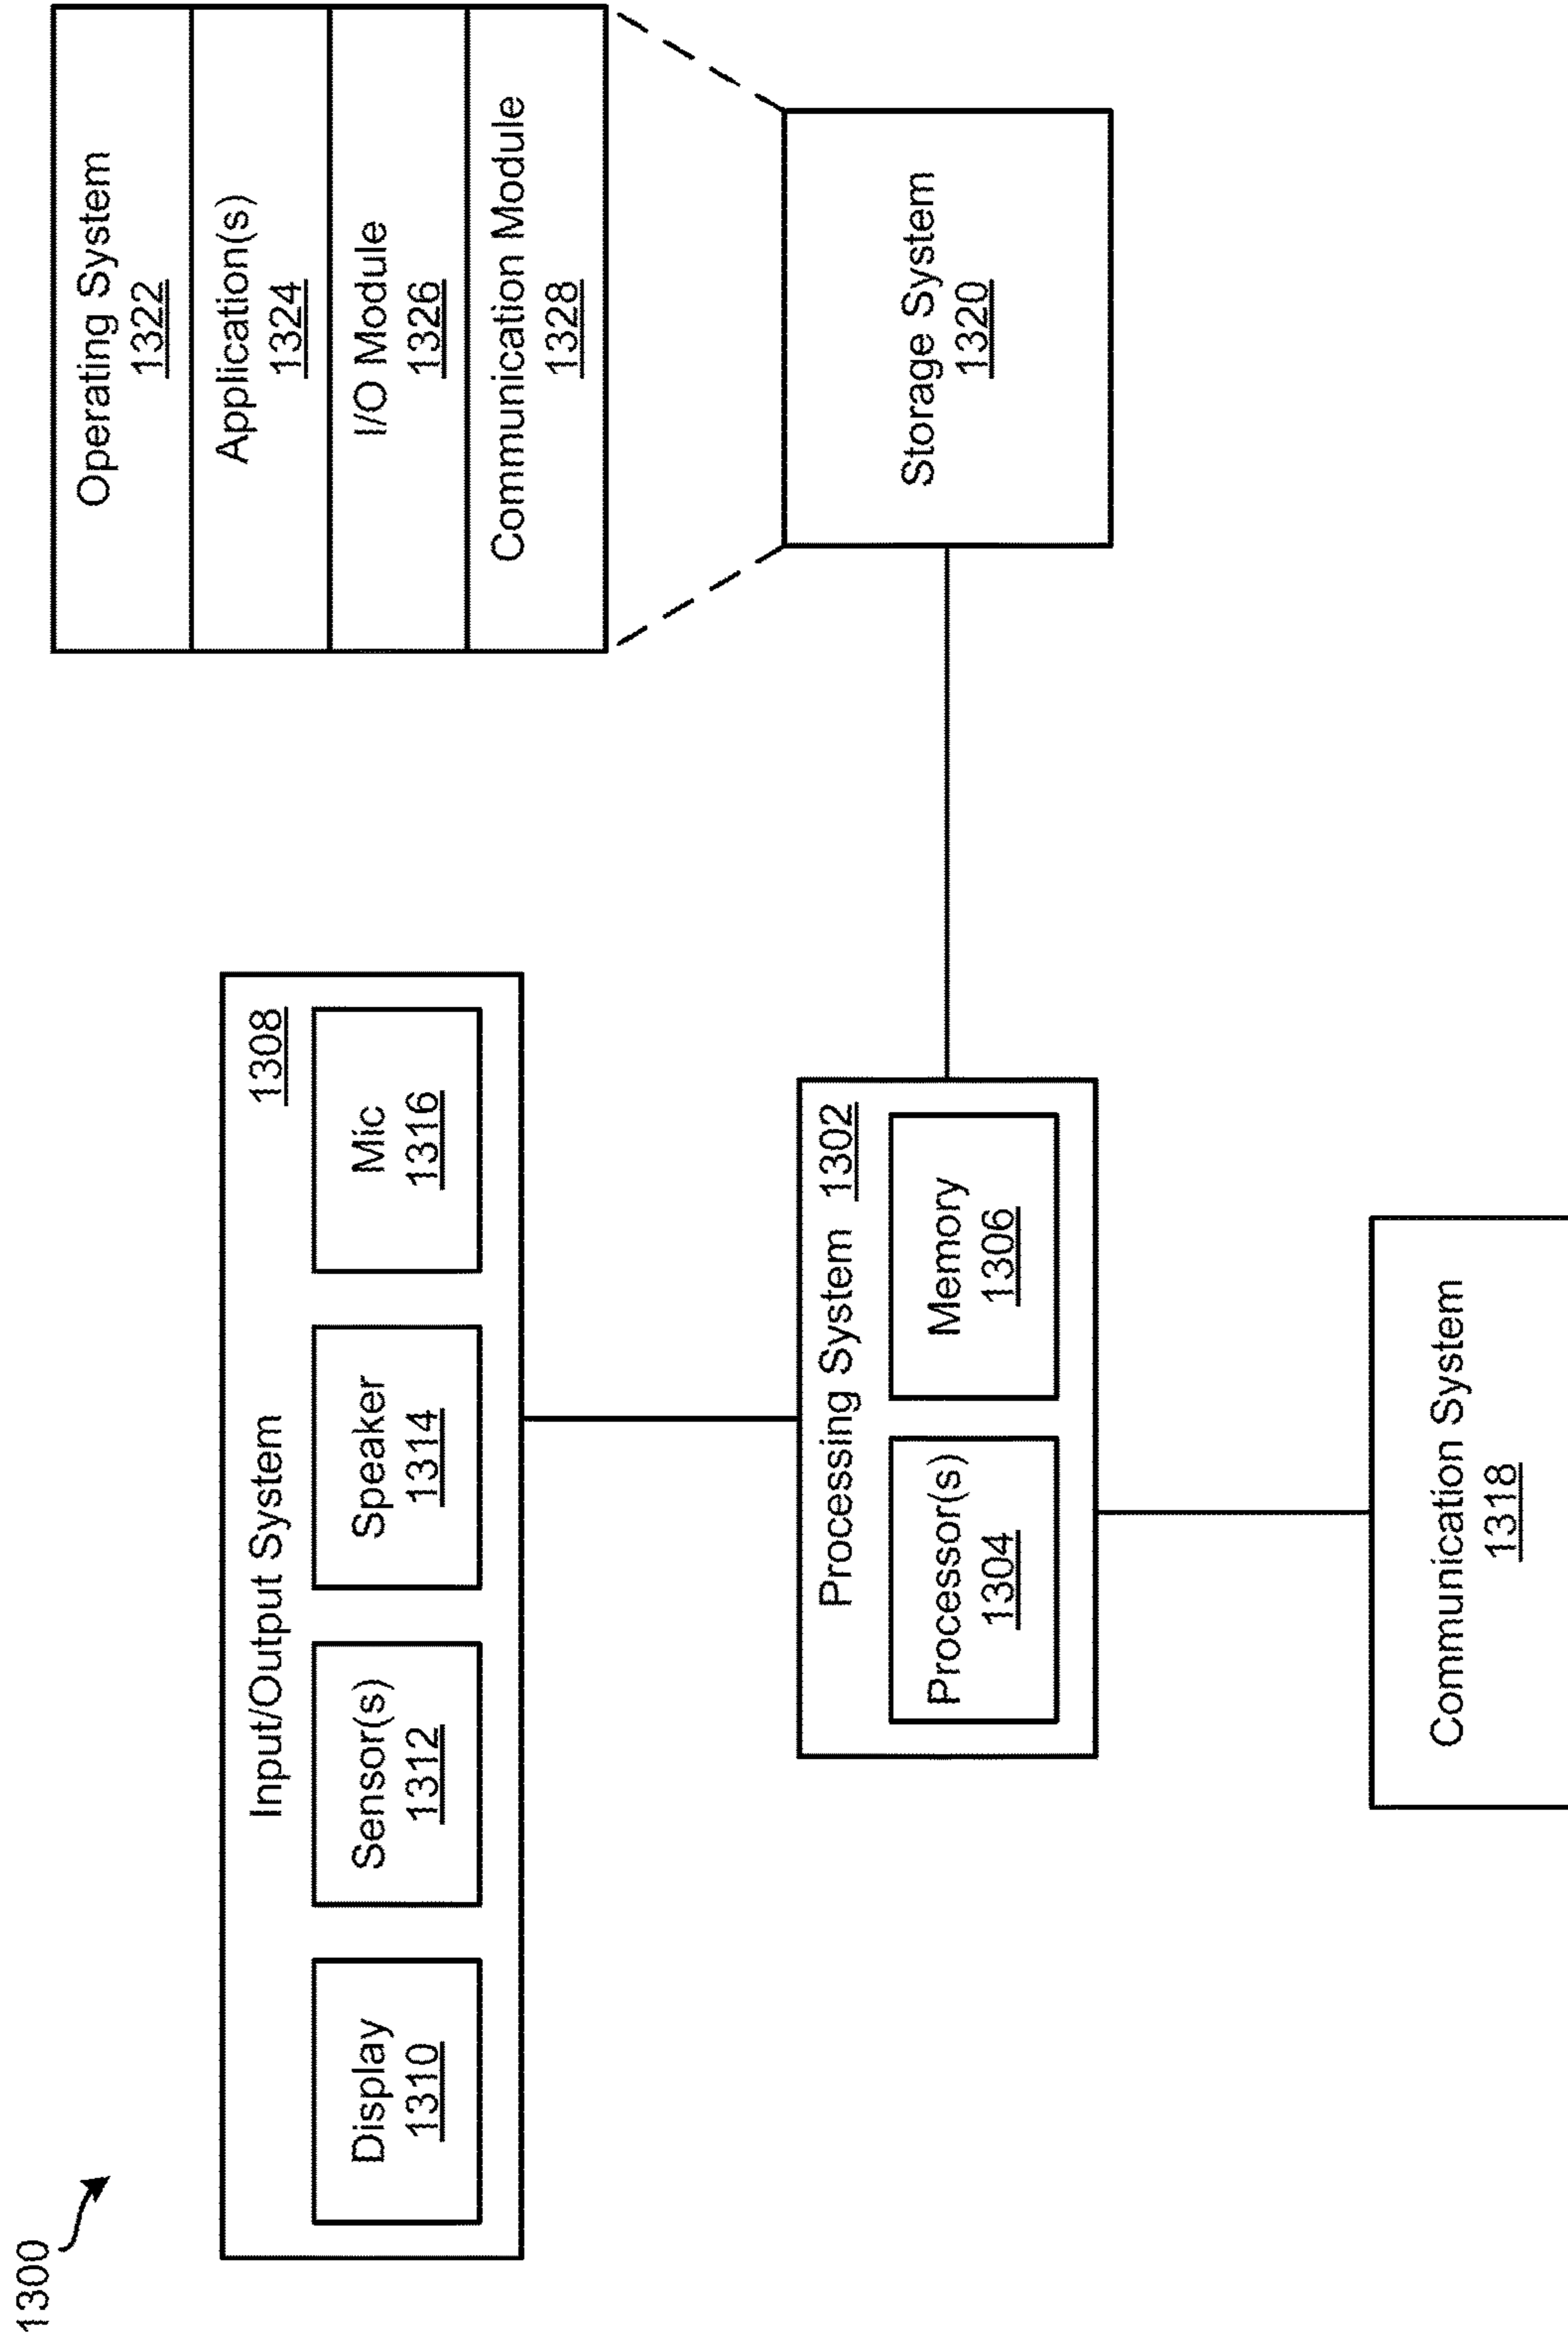 1300
Input/Output System
1308
Display
1310
Sensor(s)
1312
Speaker
1314
Mic
1316
Processing System 1302
Processor(s)
1304
Memory
1306
Communication System
1318
Operating System
1322
Application(s)
1324
I/O Module
1326
Communication Module
1328
Storage System
1320